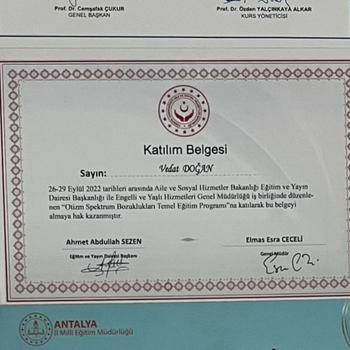 Prof. Dr. Cemşafak ÇUKUR
GENEL BAŞKAN
Prof. Dr. Özden YALÇINKAYA ALKAR
KURS YÖNETİCİSİ
Katılım Belgesi
Sayın: Vedat DOĞAN
26-29 Eylül 2022 tarihleri arasında Aile ve Sosyal Hizmetler Bakanlığı Eğitim ve Yayın
Dairesi Başkanlığı ile Engelli ve Yaşlı Hizmetleri Genel Müdürlüğü iş birliğinde düzenle-
nen “Otizm Spektrum Bozuklukları Temel Eğitim Programı”na katılarak bu belgeyi
almaya hak kazanmıştır.
Ahmet Abdullah SEZEN
Eğitim ve Yayın Dairesi Başkanı
Elmas Esra CECELİ
Genel Müdür
ANTALYA
İl Millî Eğitim Müdürlüğü